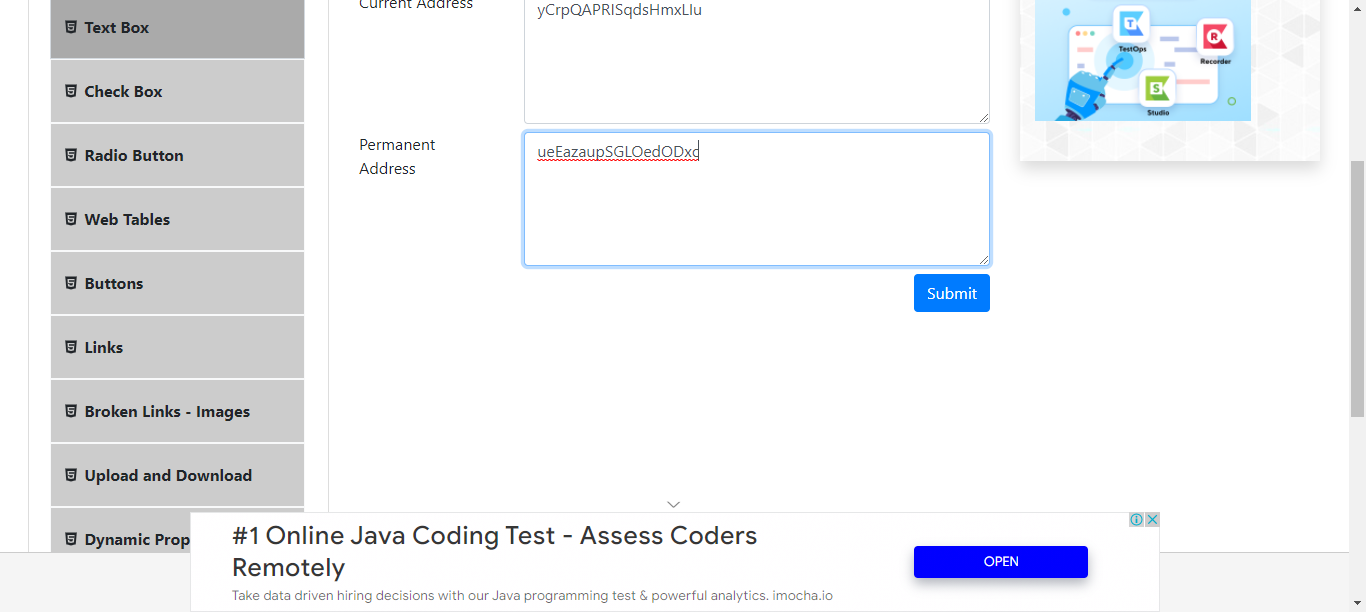 Text Box
Check Box
Radio Button
Web Tables
Buttons
Links
Broken Links - Images
Upload and Download
Dynamic Prop
Current Address
yCrpQAPRISqdsHmxLIu
Permanent
Address
ueEazaupSGLOedODxc
Submit
TestOps
Recorder
Studio
#1 Online Java Coding Test - Assess Coders
Remotely
Take data driven hiring decisions with our Java programming test & powerful analytics. imocha.io
OPEN